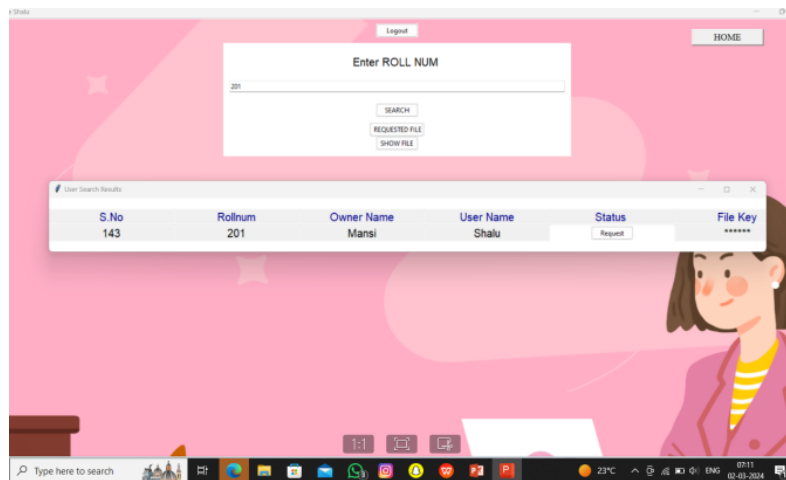 r Shalu
Logout
HOME
Enter ROLL NUM
201
SEARCH
REQUESTED FILE
SHOW FILE
User Search Results
S.No Rollnum Owner Name User Name Status File Key
143 201 Mansi Shalu Request ******
1:1
Type here to search
23°C ENG 07:11
02-03-2024